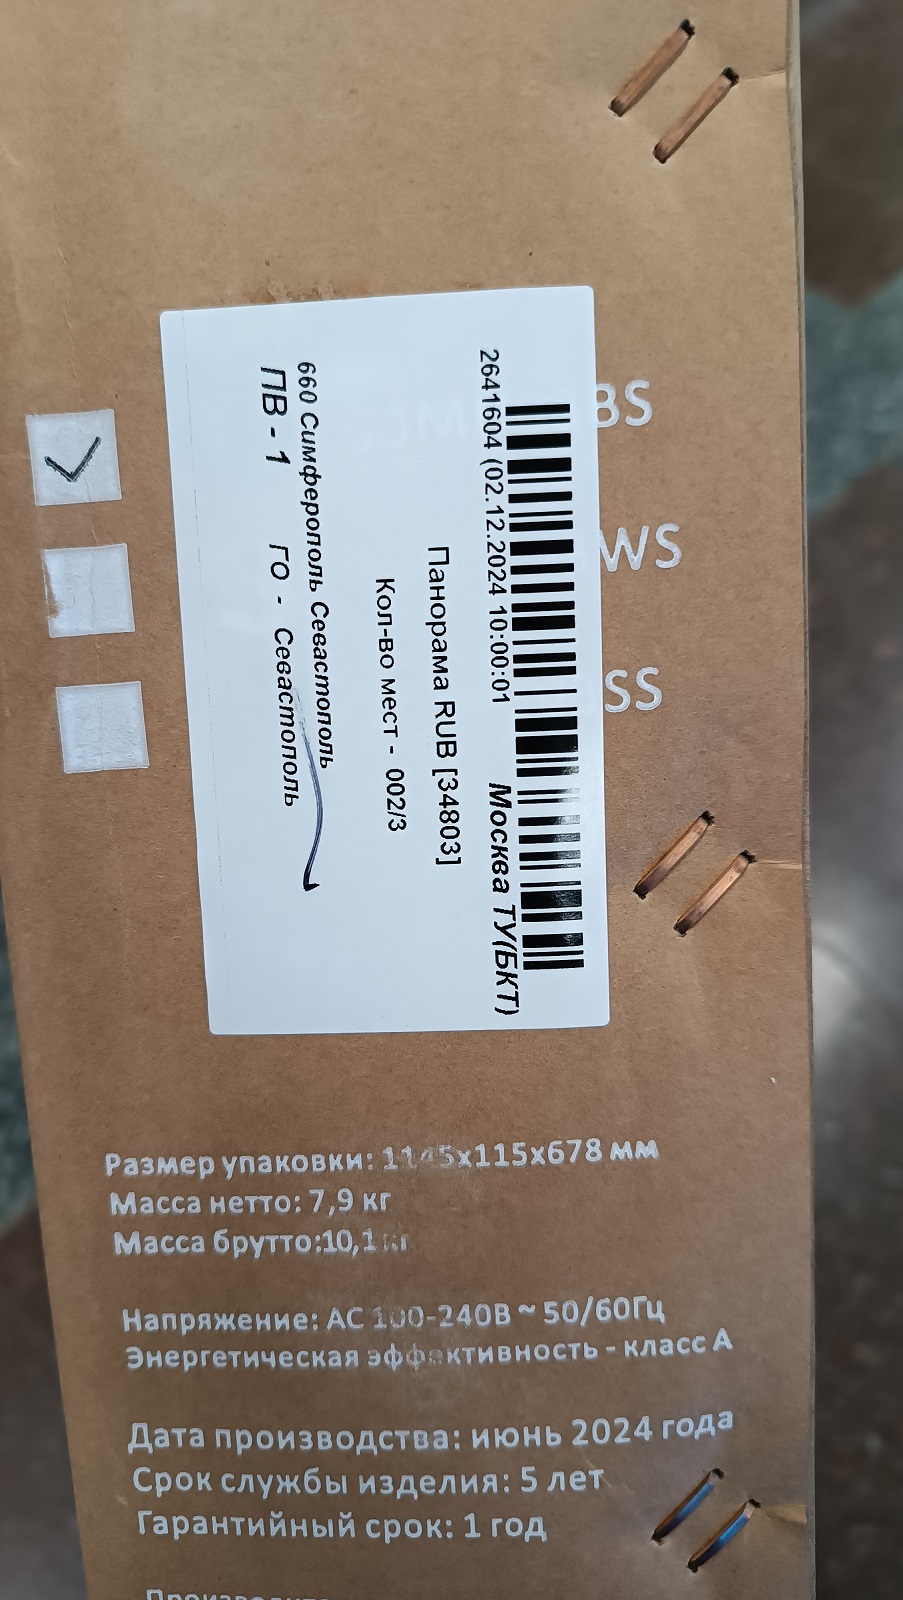 BS
WS
SS
2641604 (02.12.2024 10:00:01 Москва ТУ(БКТ)
Панорама RUB [34803]
Кол-во мест - 002/3
660 Симферополь Севастополь
ПВ - 1 ГО - Севастополь
Размер упаковки: 1145x115x678 мм
Масса нетто: 7,9 кг
Масса брутто:10,1 кг
Напряжение: AC 100-240В ~ 50/60Гц
Энергетическая эффективность - класс А
Дата производства: июнь 2024 года
Срок службы изделия: 5 лет
Гарантийный срок: 1 год